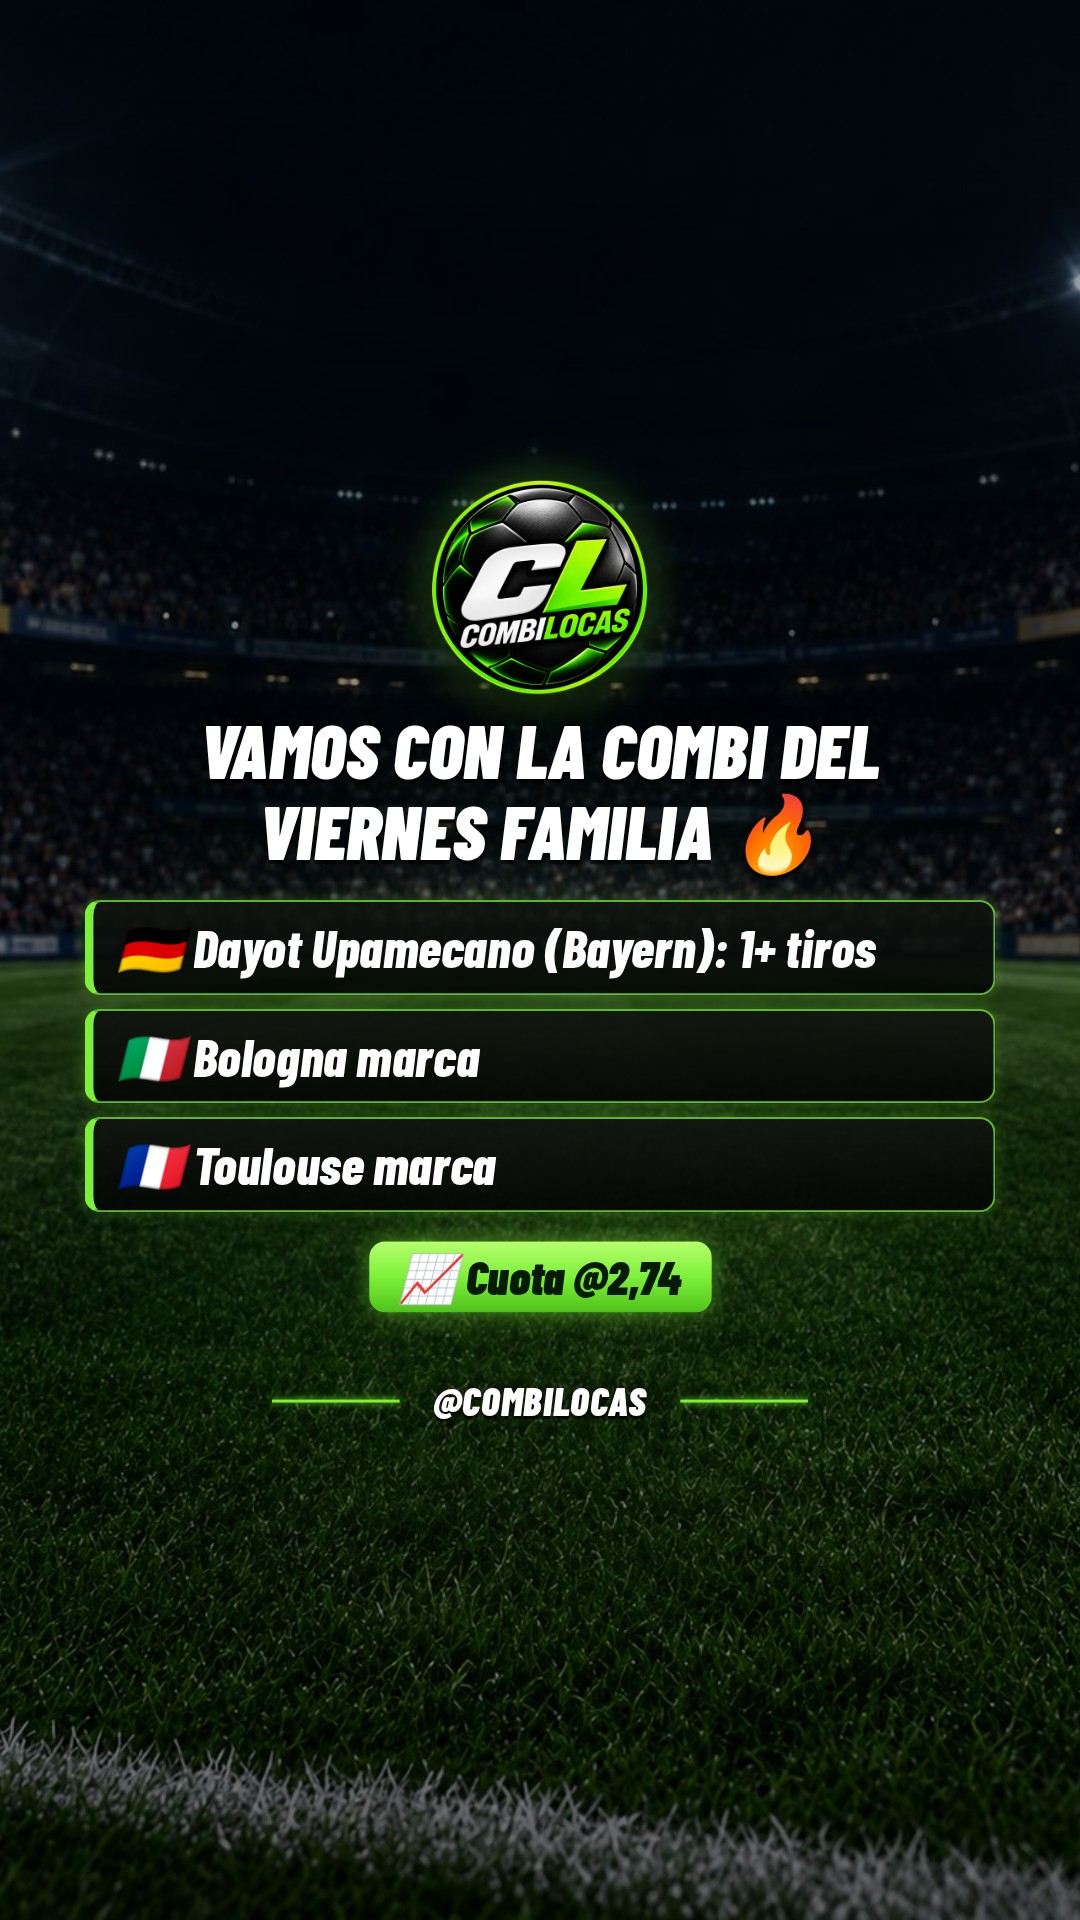 CL
COMBILOCAS
VAMOS CON LA COMBI DEL
VIERNES FAMILIA 🔥
🇩🇪 Dayot Upamecano (Bayern): 1+ tiros
🇮🇹 Bologna marca
🇫🇷 Toulouse marca
📈 Cuota @2,74
@COMBILOCAS